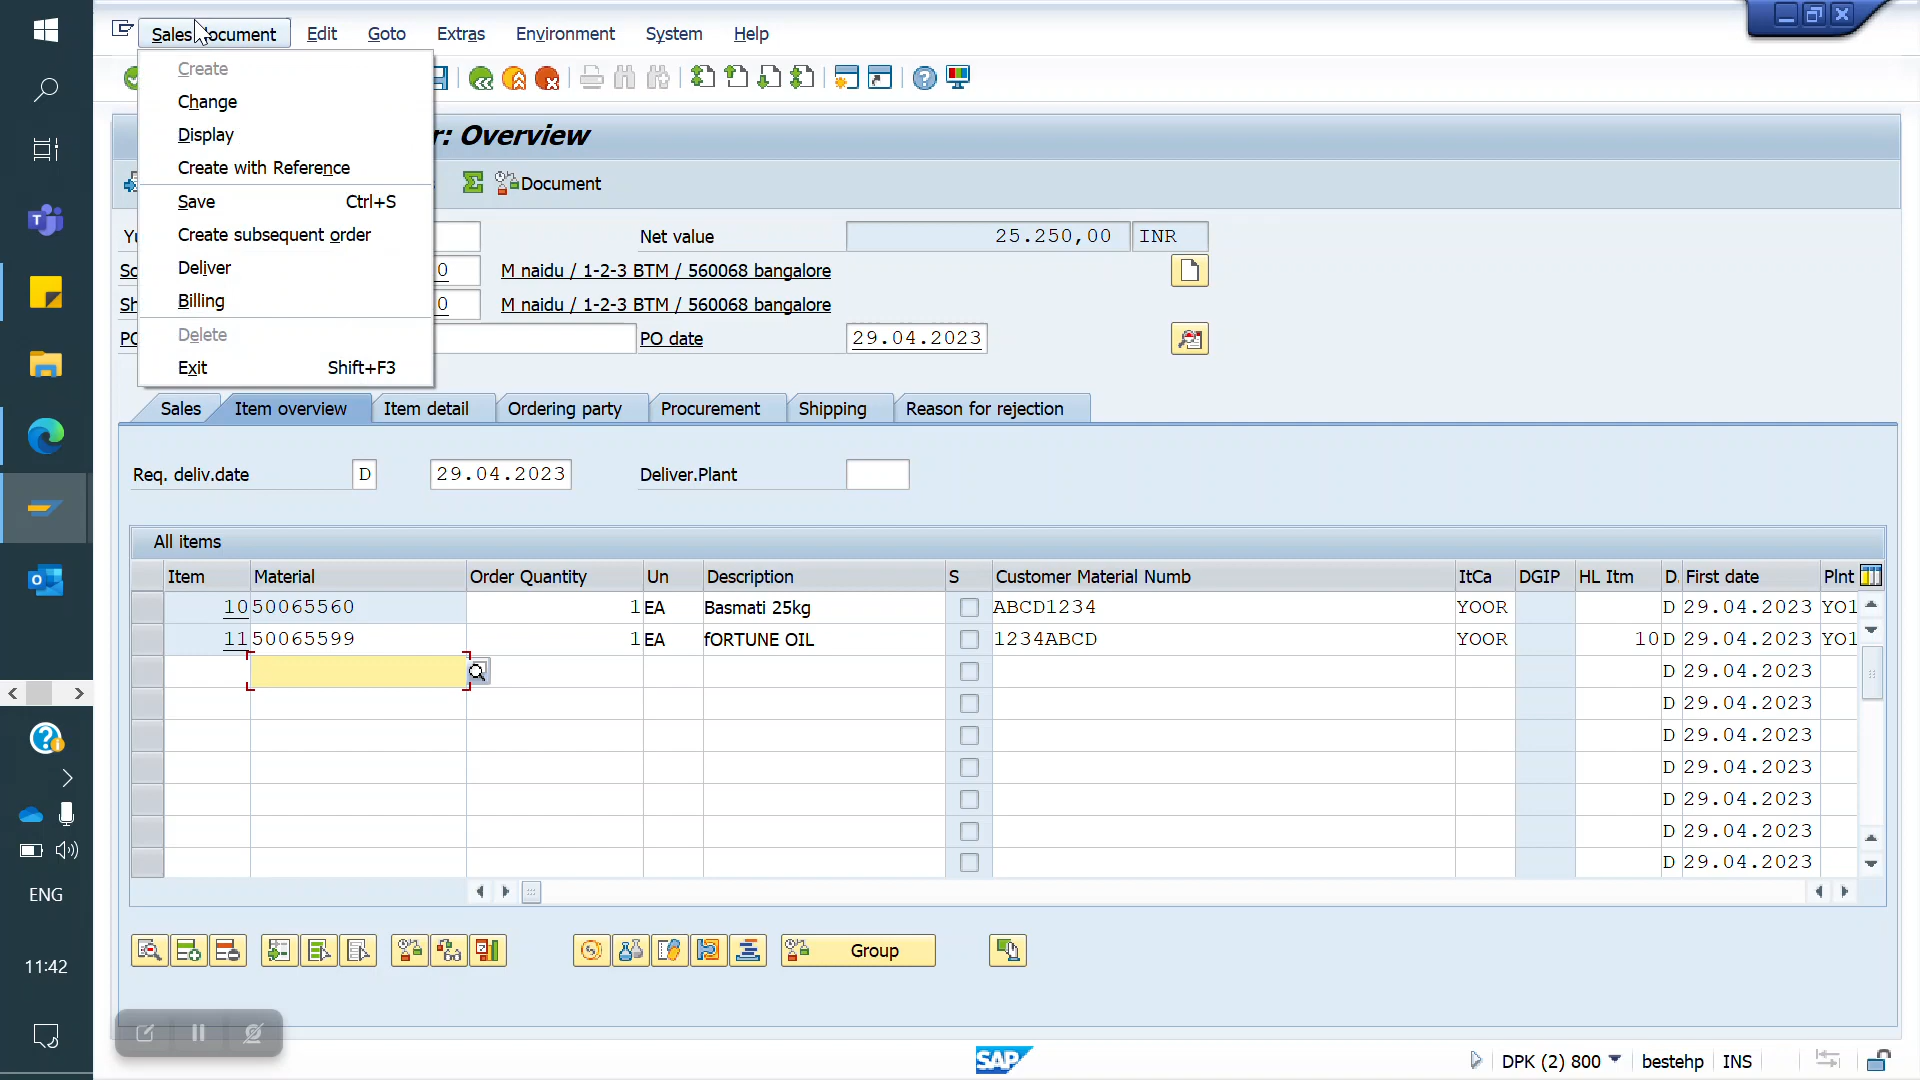 Sales Document Edit Goto Extras Environment System Help
Create
Change
r: Overview
Display
Create with Reference
Document
Save Ctrl+S
Create subsequent order
Net value 25.250,00 INR
Deliver
0 M naidu / 1-2-3 BTM / 560068 bangalore
Billing
0 M naidu / 1-2-3 BTM / 560068 bangalore
Delete
PO date 29.04.2023
Exit Shift+F3
Sales Item overview Item detail Ordering party Procurement Shipping Reason for rejection
Req. deliv.date D 29.04.2023 Deliver.Plant
All items
Item Material Order Quantity Un Description S Customer Material Numb ItCa DGIP HL Itm D. First date Plnt
10 50065560 1 EA Basmati 25kg ABCD1234 YOOR D 29.04.2023 YO1
11 50065599 1 EA fORTUNE OIL 1234ABCD YOOR 10 D 29.04.2023 YO1
D 29.04.2023
D 29.04.2023
D 29.04.2023
D 29.04.2023
D 29.04.2023
D 29.04.2023
D 29.04.2023
ENG
Group
11:42
SAP DPK (2) 800 bestehp INS